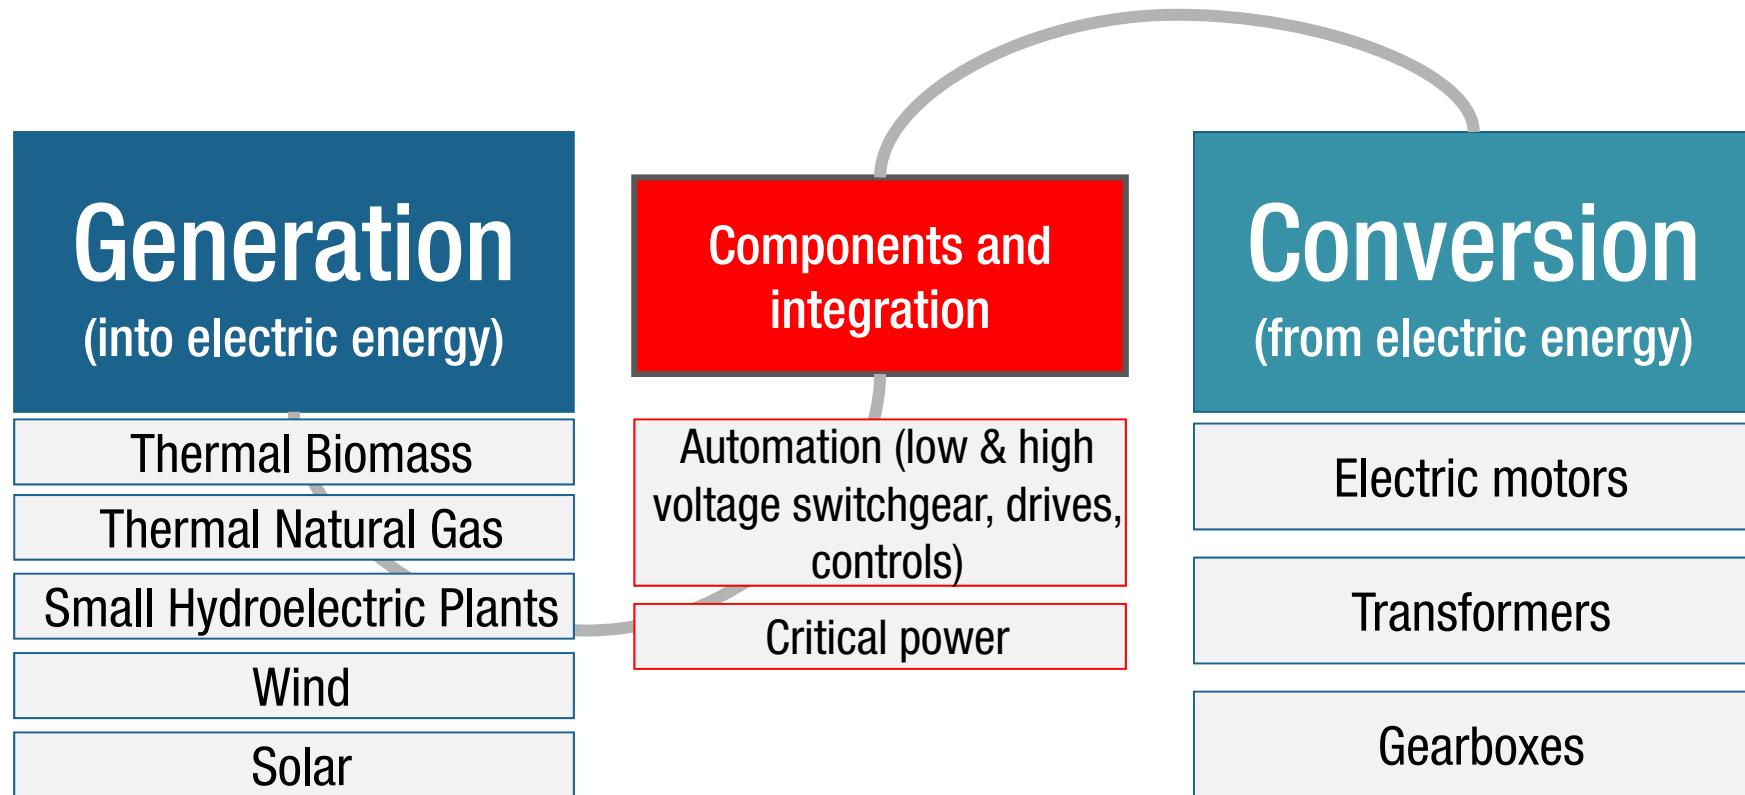 Generation
(into electric energy)
Thermal Biomass
Thermal Natural Gas
Small Hydroelectric Plants
Wind
Solar
Components and
integration
Automation (low & high
voltage switchgear, drives,
controls)
Critical power
Conversion
(from electric energy)
Electric motors
Transformers
Gearboxes